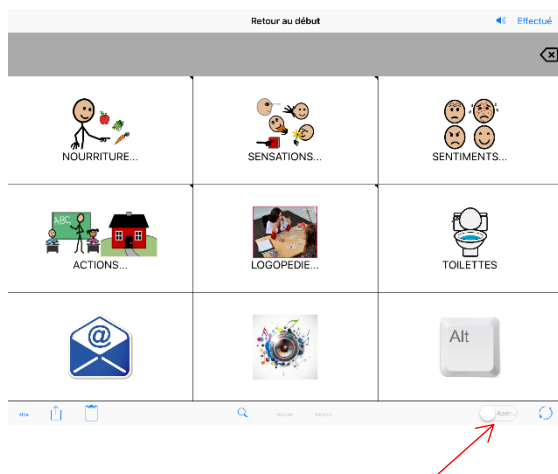 Retour au début
Effectué
NOURRITURE...
SENSATIONS...
SENTIMENTS...
ABC
ACTIONS...
LOGOPEDIE...
TOILETTES
@
Alt